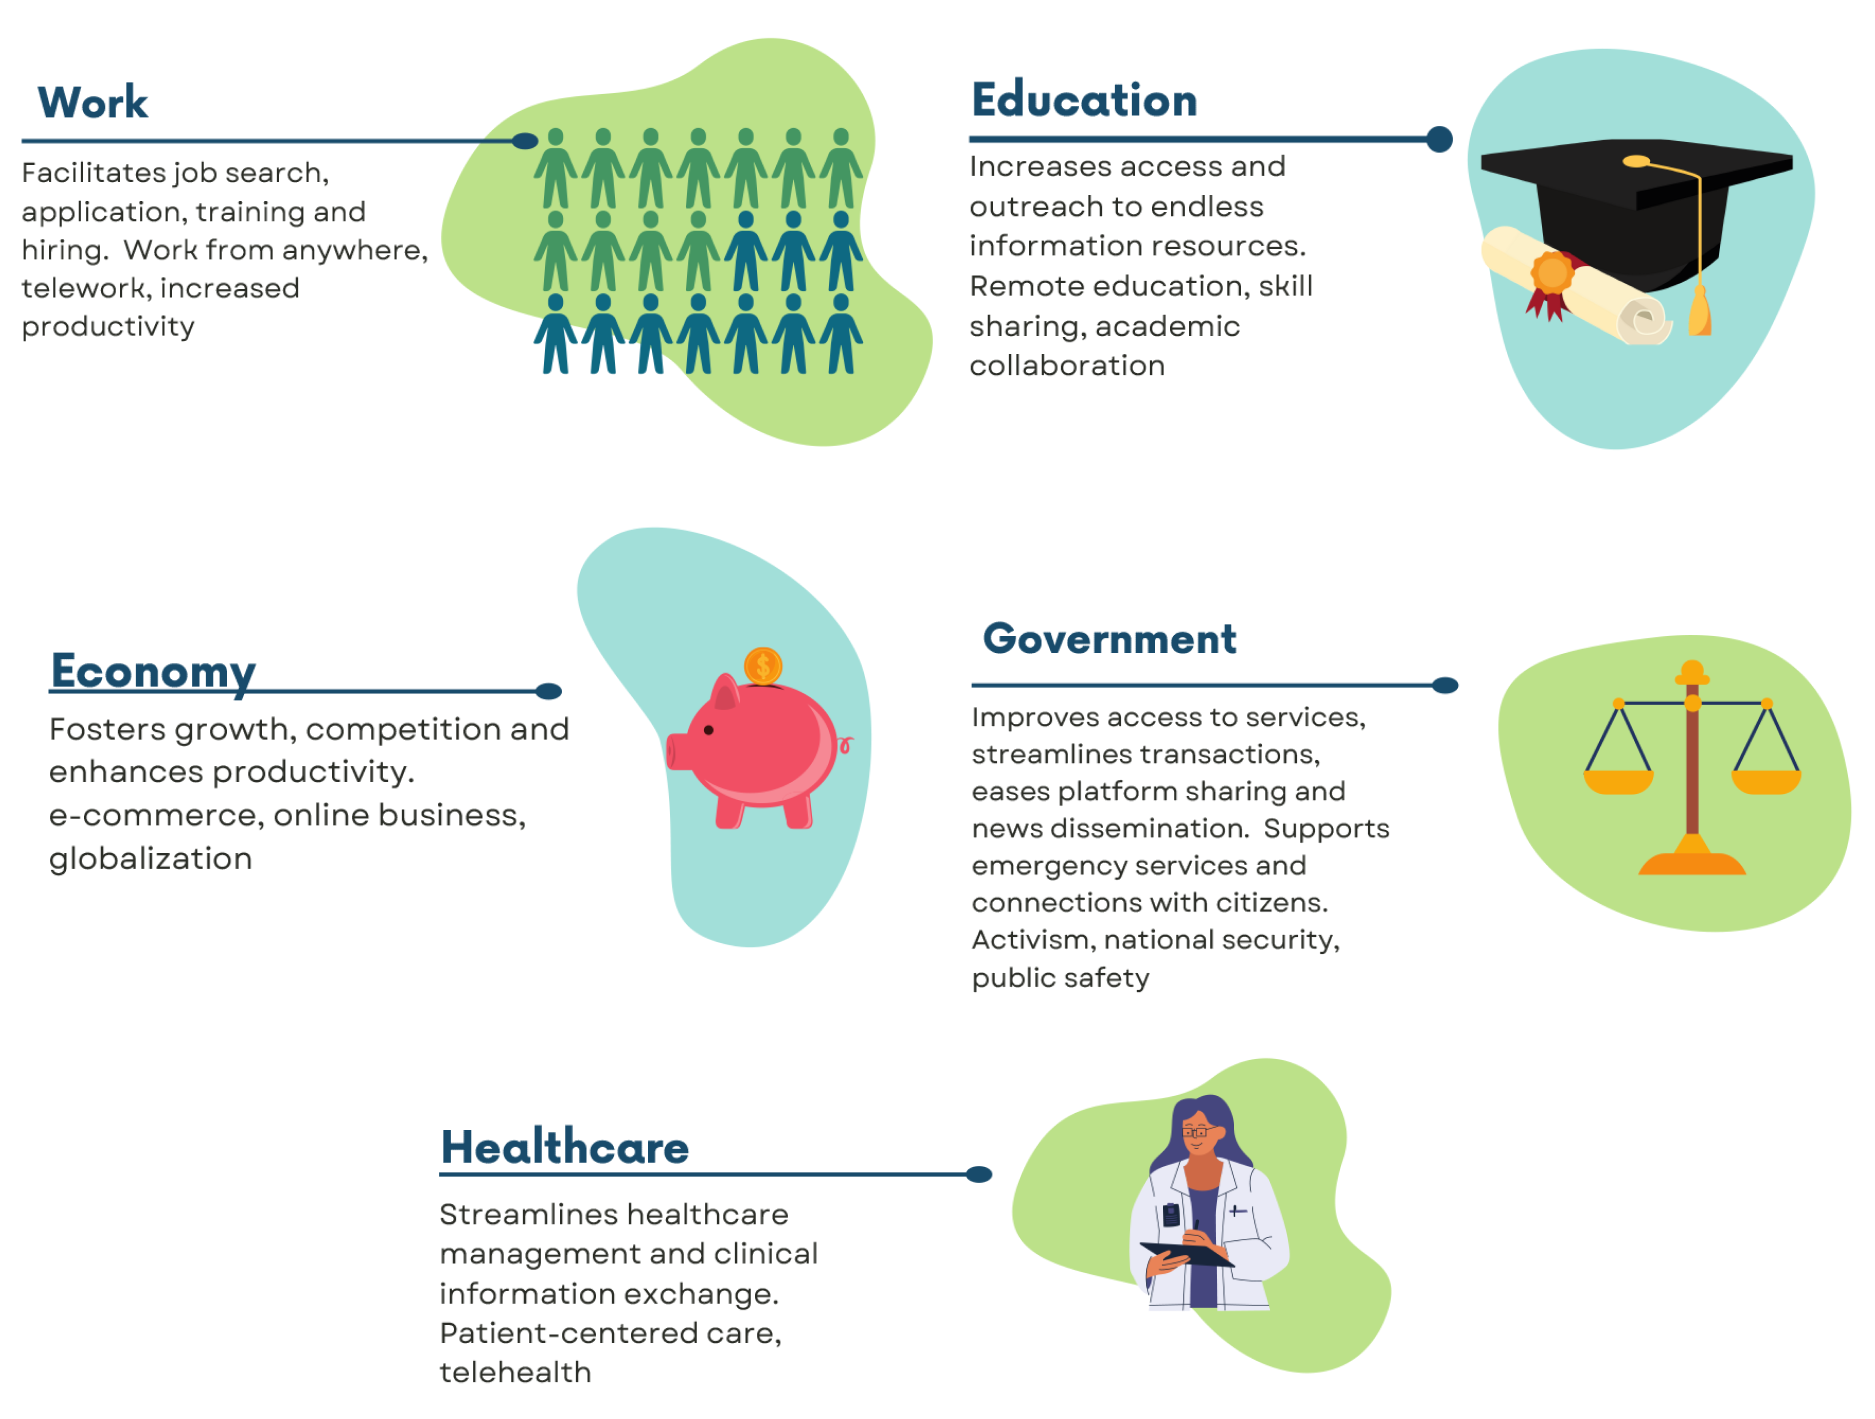 Work
Facilitates job search,
application, training and
hiring.  Work from anywhere,
telework, increased
productivity
Education
Increases access and
outreach to endless
information resources.
Remote education, skill
sharing, academic
collaboration
Economy
Fosters growth, competition and
enhances productivity.
e-commerce, online business,
globalization
$
Government
Improves access to services,
streamlines transactions,
eases platform sharing and
news dissemination.  Supports
emergency services and
connections with citizens.
Activism, national security,
public safety
Healthcare
Streamlines healthcare
management and clinical
information exchange.
Patient-centered care,
telehealth